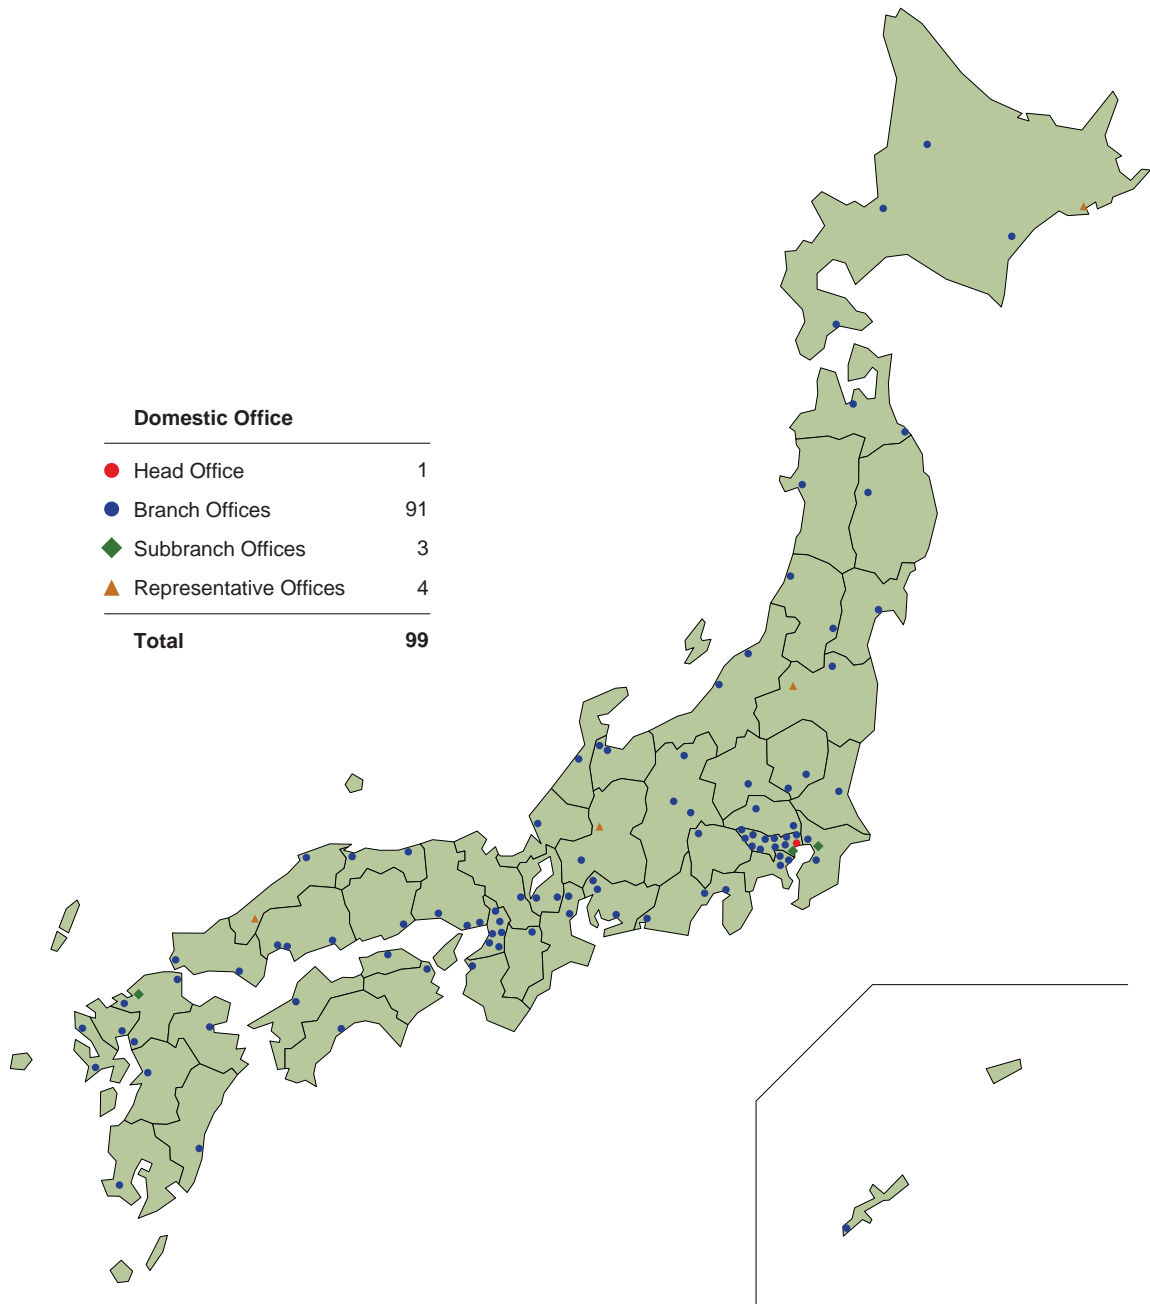 Domestic Office
Head Office 1
Branch Offices 91
Subbranch Offices 3
Representative Offices 4
Total 99